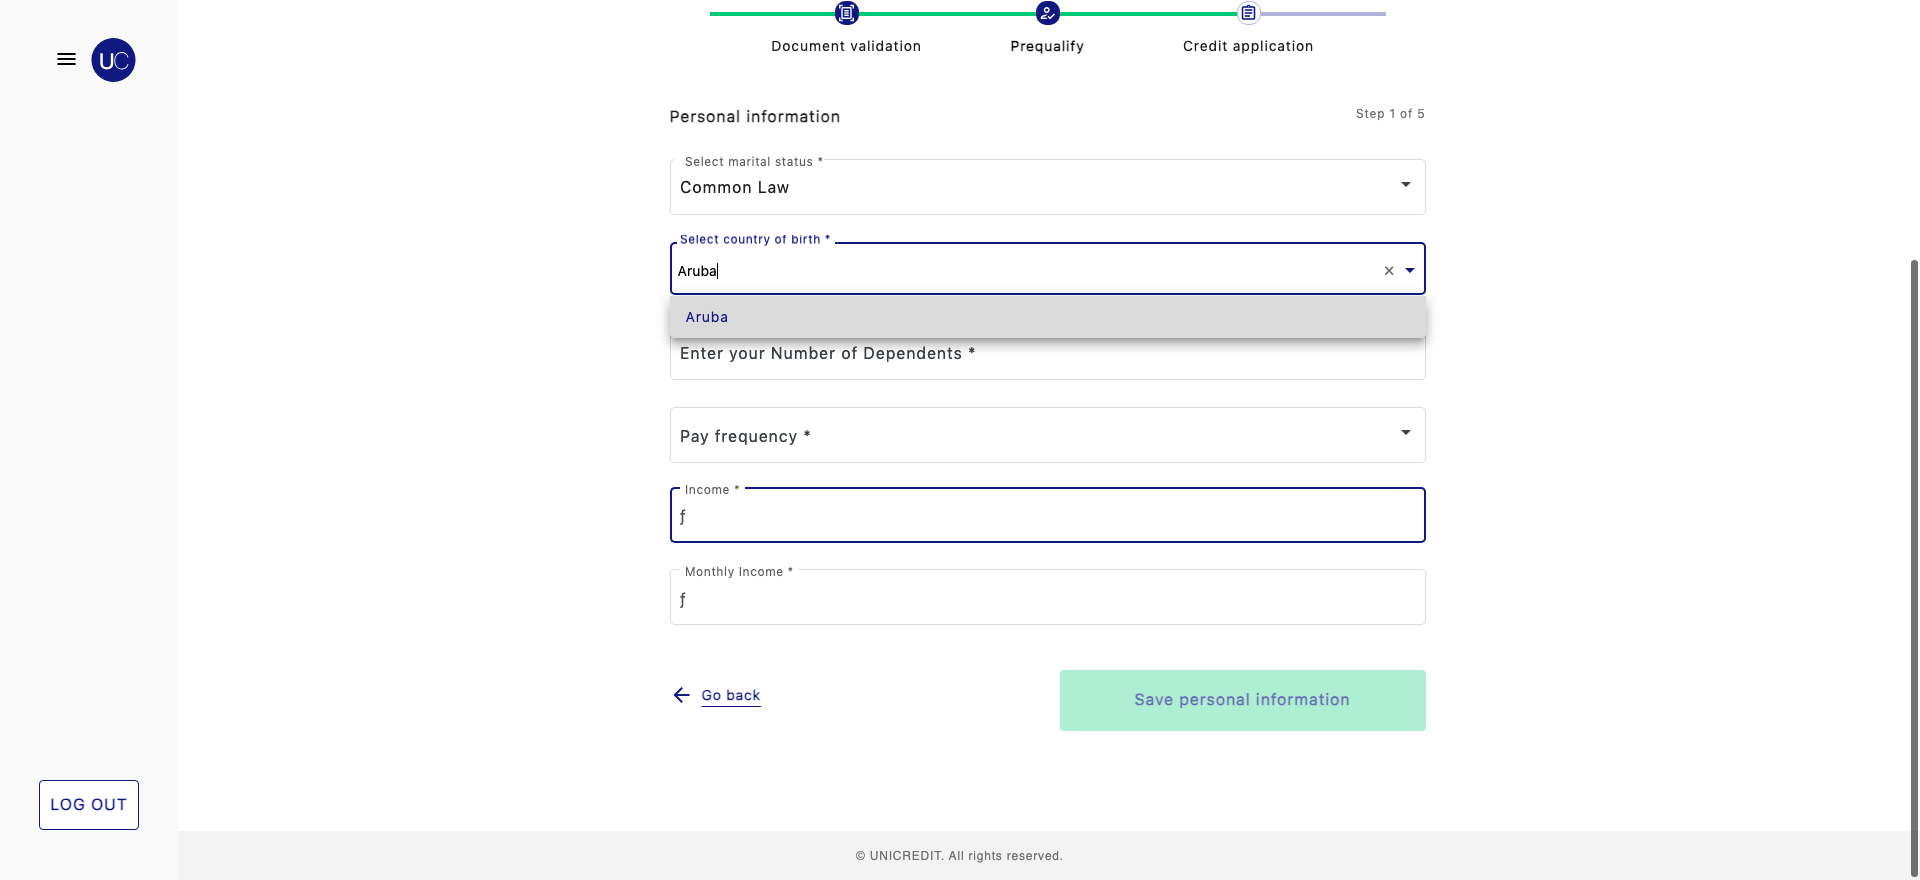 UC
Document validation
Prequalify
Credit application
Personal information
Step 1 of 5
Select marital status *
Common Law
Select country of birth *
Aruba
Aruba
Enter your Number of Dependents *
Pay frequency *
Income *
ƒ
Monthly Income *
ƒ
Go back
Save personal information
LOG OUT
© UNICREDIT. All rights reserved.